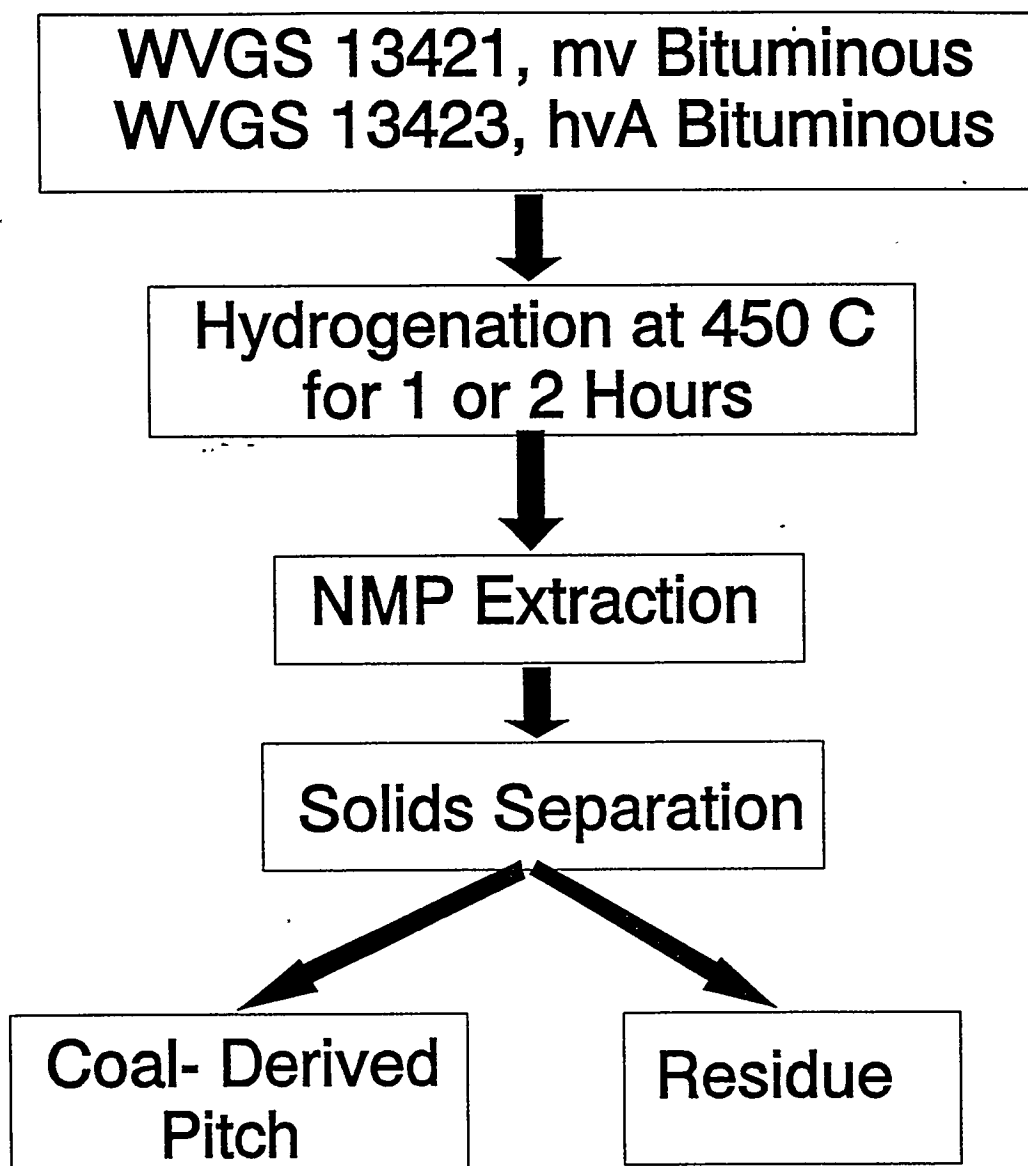 WVGS 13421, mv Bituminous
WVGS 13423, hvA Bituminous
Hydrogenation at 450 C
for 1 or 2 Hours
NMP Extraction
Solids Separation
Coal- Derived
Pitch
Residue